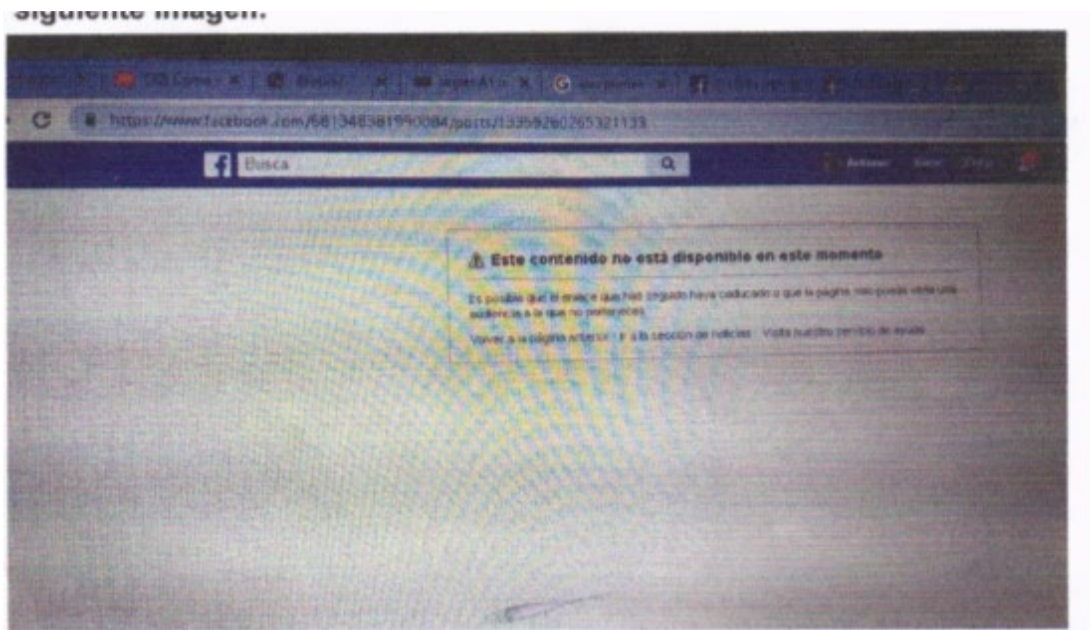 siguiente imagen:
https://www.facebook.com/681348381990084/posts/13359260265321133
f Busca
Este contenido no está disponible en este momento
Es posible que el enlace que has seguido haya caducado o que la página solo pueda verla una
audiencia a la que no perteneces.
Volver a la página anterior · Ir a la sección de noticias · Visita nuestro servicio de ayuda